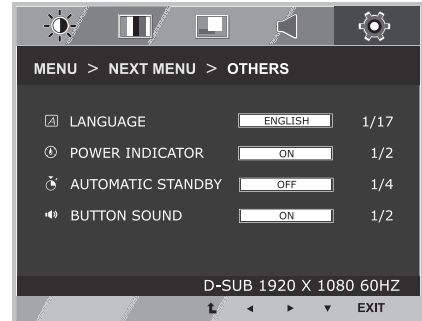 MENU > NEXT MENU > OTHERS
LANGUAGE ENGLISH 1/17
POWER INDICATOR ON 1/2
AUTOMATIC STANDBY OFF 1/4
BUTTON SOUND ON 1/2
D-SUB 1920 X 1080 60HZ
EXIT